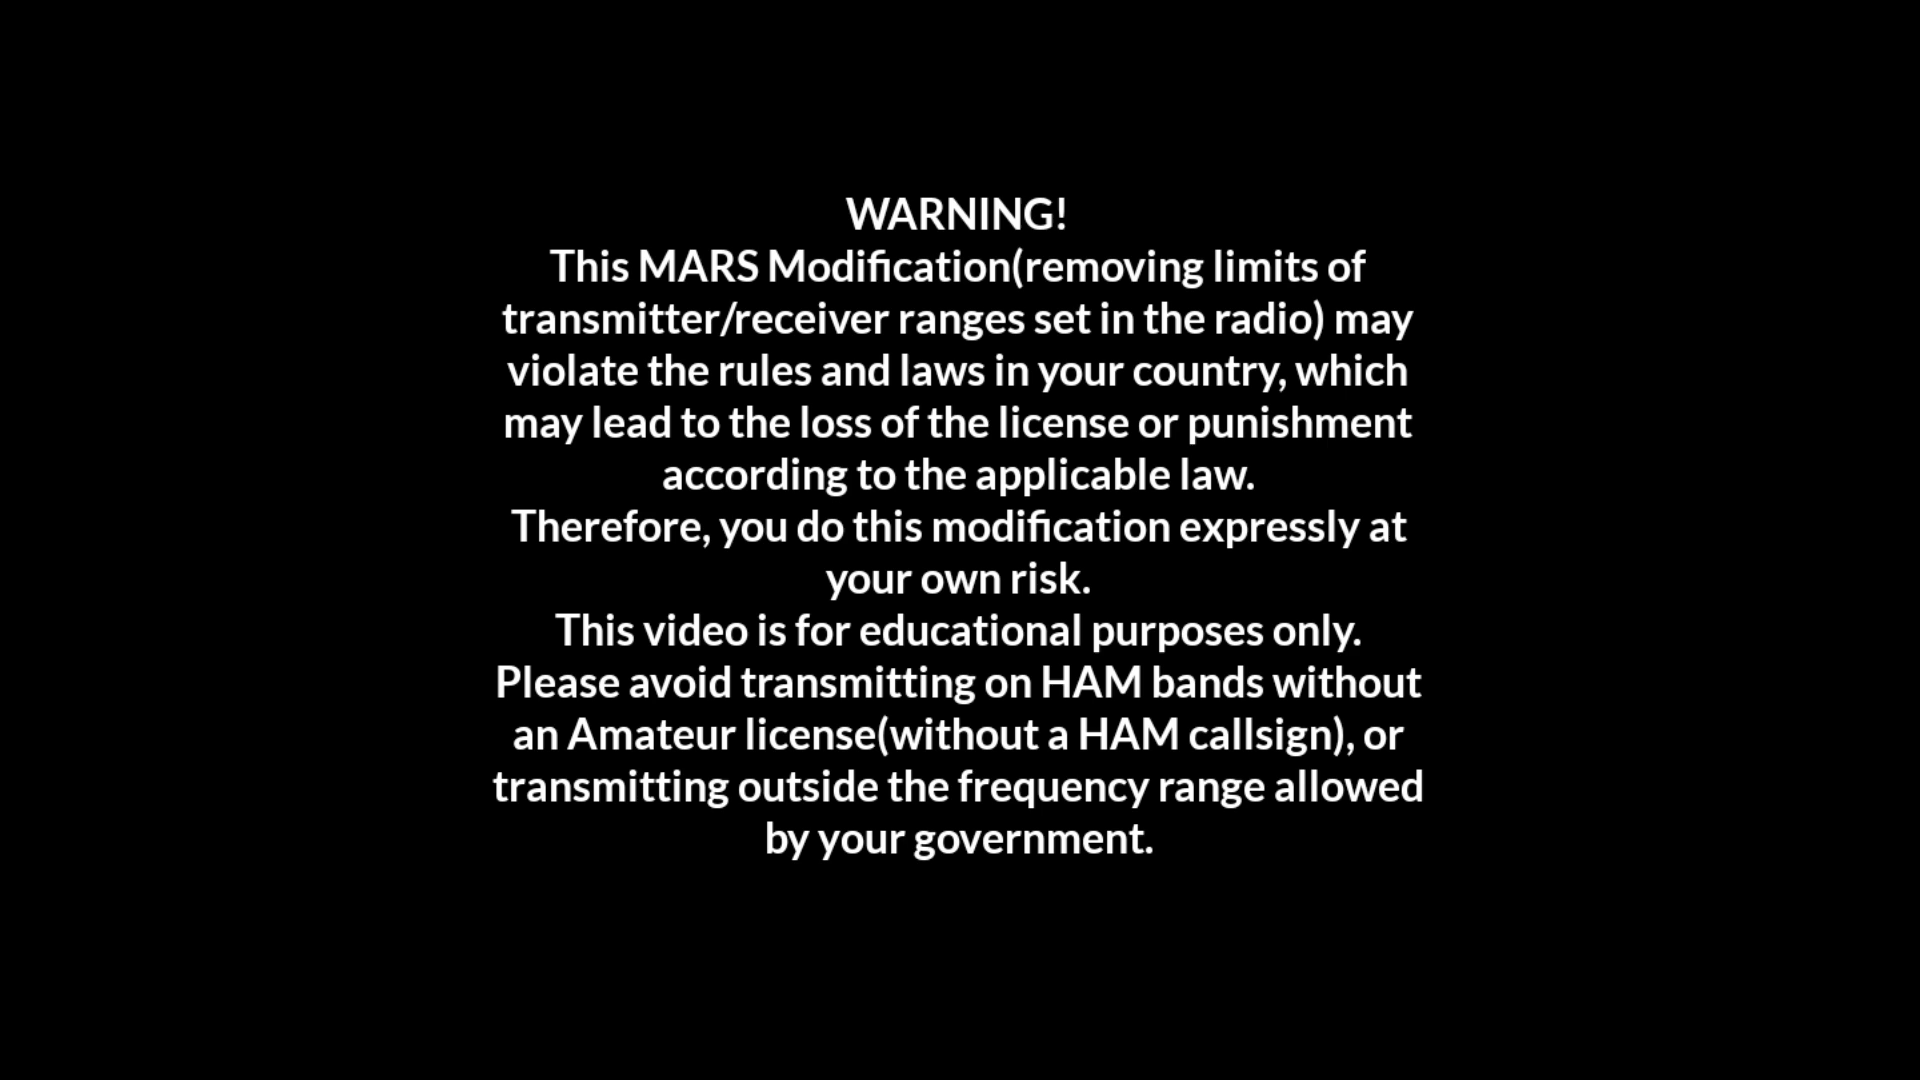 WARNING!
This MARS Modification(removing limits of
transmitter/receiver ranges set in the radio) may
violate the rules and laws in your country, which
may lead to the loss of the license or punishment
according to the applicable law.
Therefore, you do this modification expressly at
your own risk.
This video is for educational purposes only.
Please avoid transmitting on HAM bands without
an Amateur license(without a HAM callsign), or
transmitting outside the frequency range allowed
by your government.